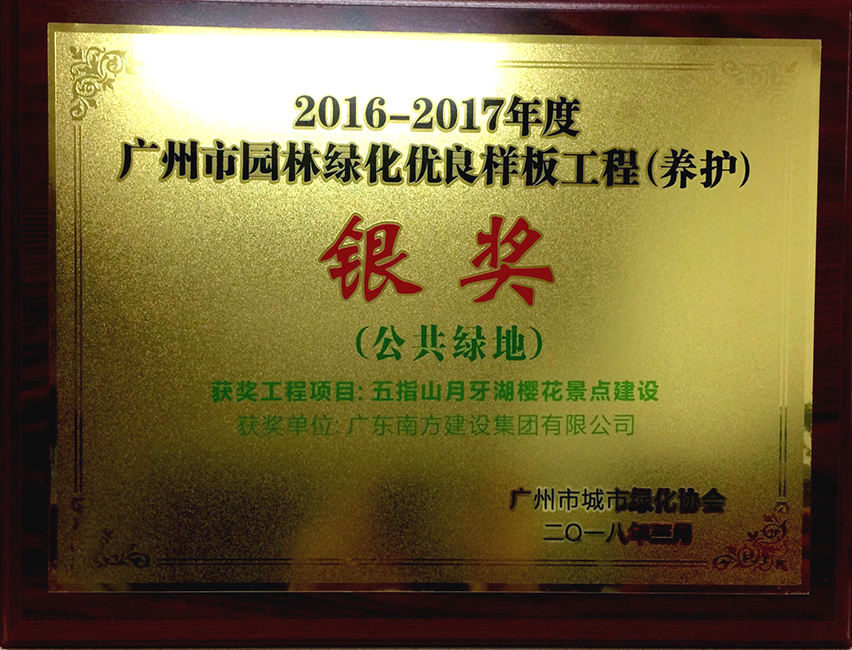 2016-2017年度
广州市园林绿化优良样板工程(养护)
银奖
(公共绿地)
获奖工程项目: 五指山月牙湖樱花景点建设
获奖单位: 广东南方建设集团有限公司
广州市城市绿化协会
二〇一八年三月